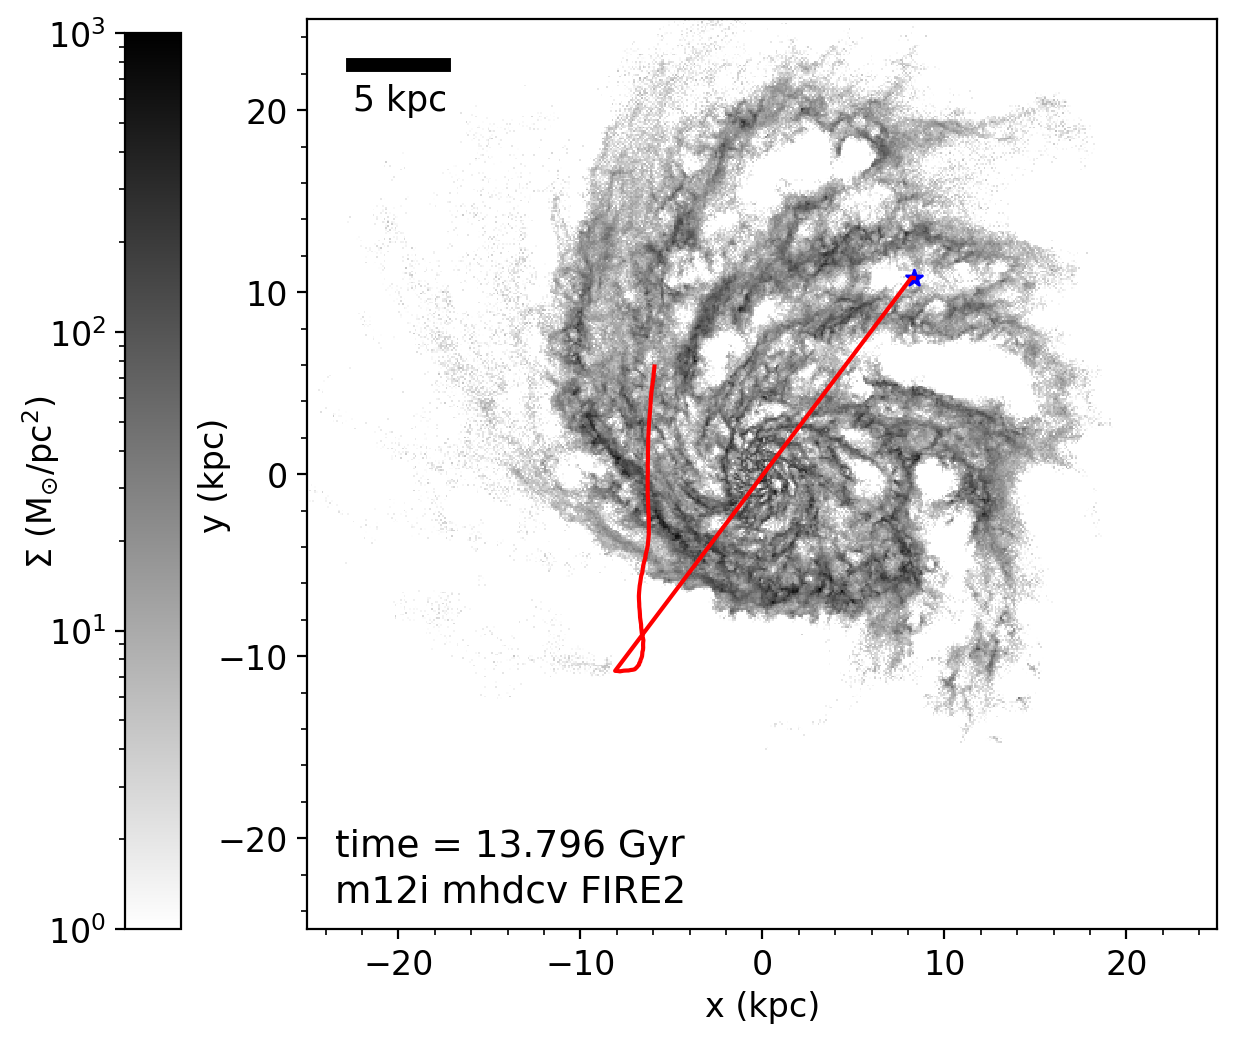 10³
10²
10¹
10⁰
Σ (M☉/pc²)
20
10
0
−10
−20
y (kpc)
5 kpc
time = 13.796 Gyr
m12i mhdcv FIRE2
−20
−10
0
10
20
x (kpc)